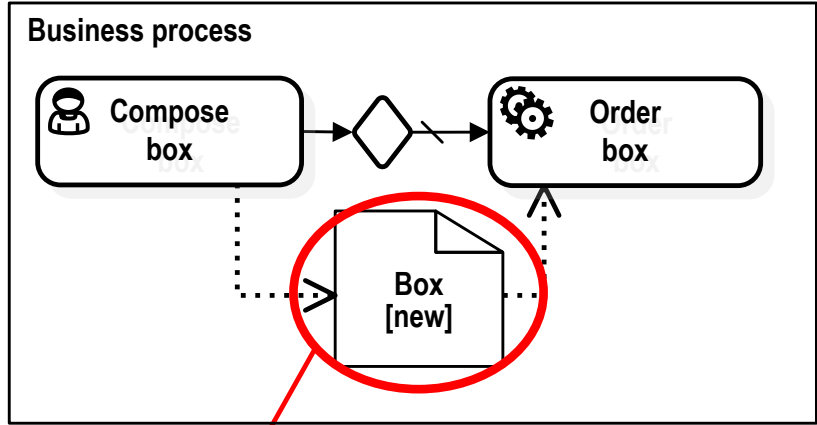 Business process
Compose
box
Order
box
Box
[new]